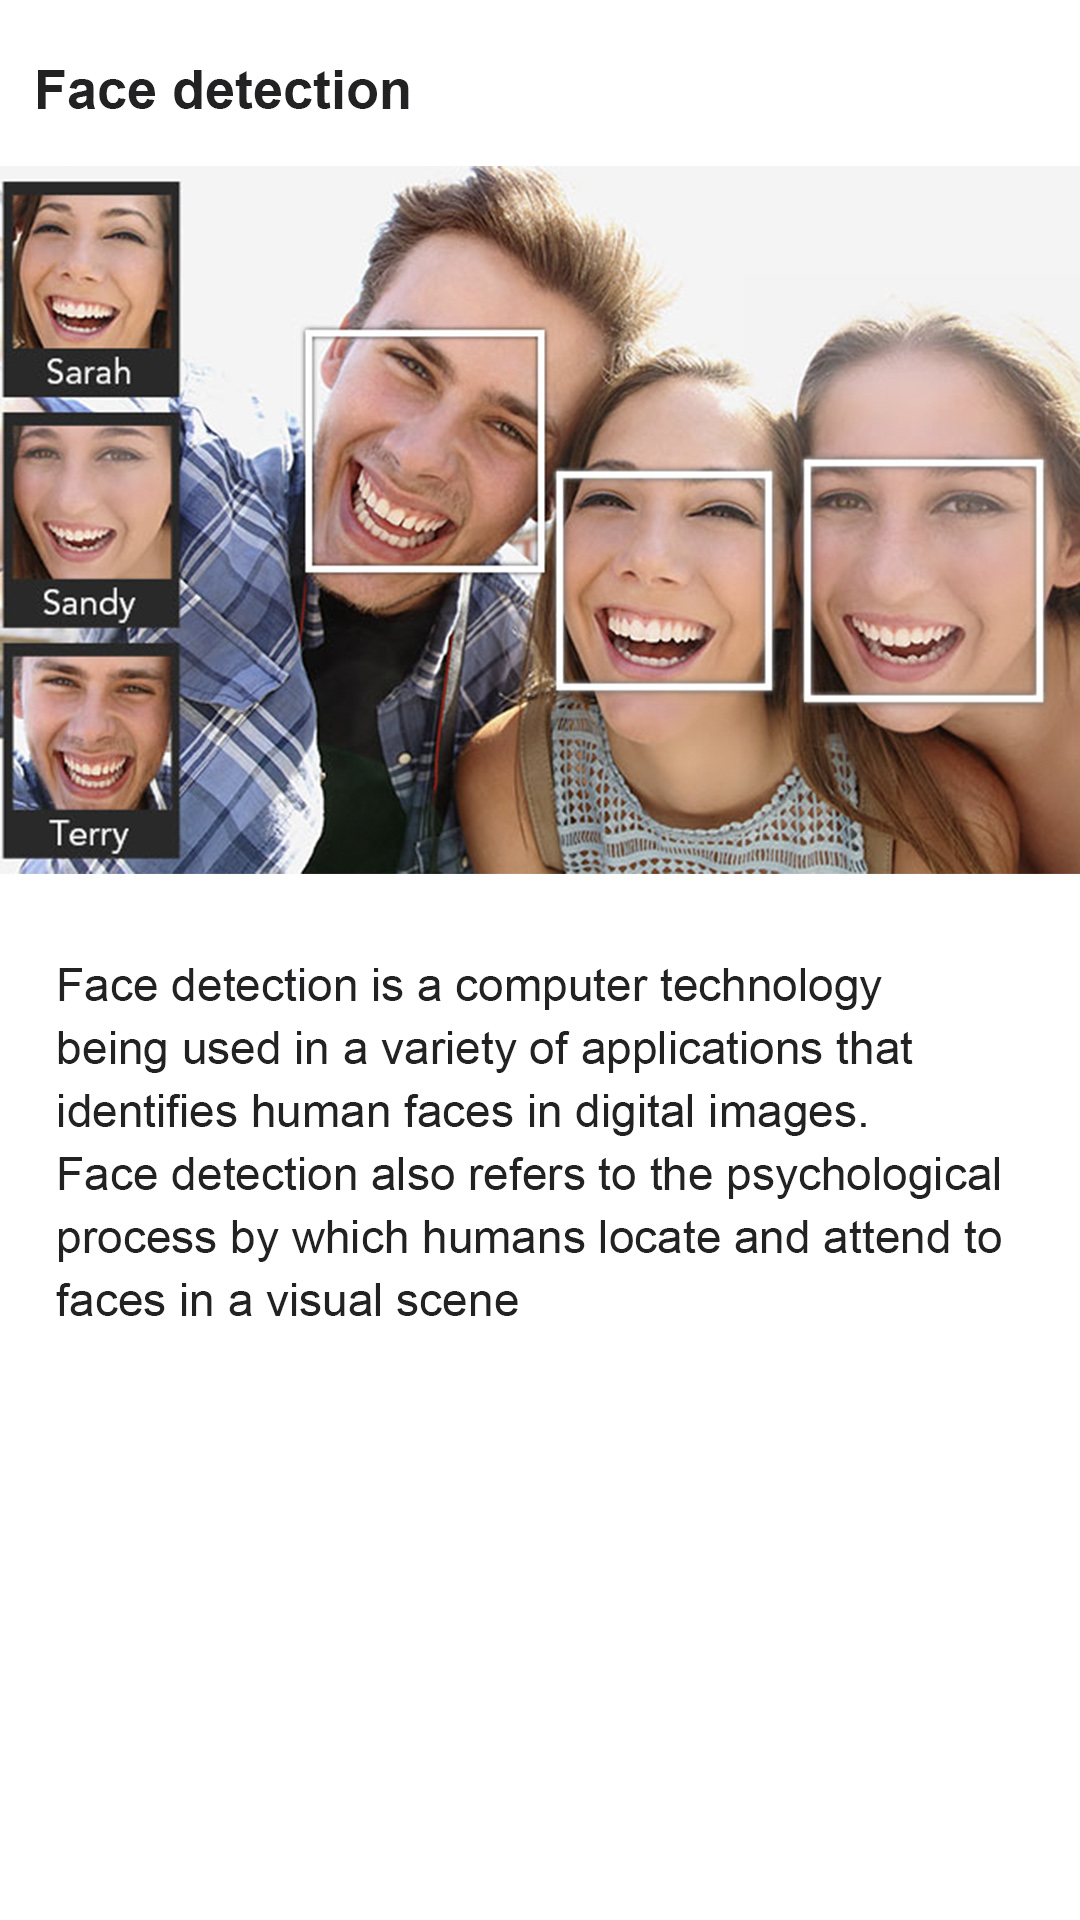 Face detection
Sarah
Sandy
Terry
Face detection is a computer technology
being used in a variety of applications that
identifies human faces in digital images.
Face detection also refers to the psychological
process by which humans locate and attend to
faces in a visual scene